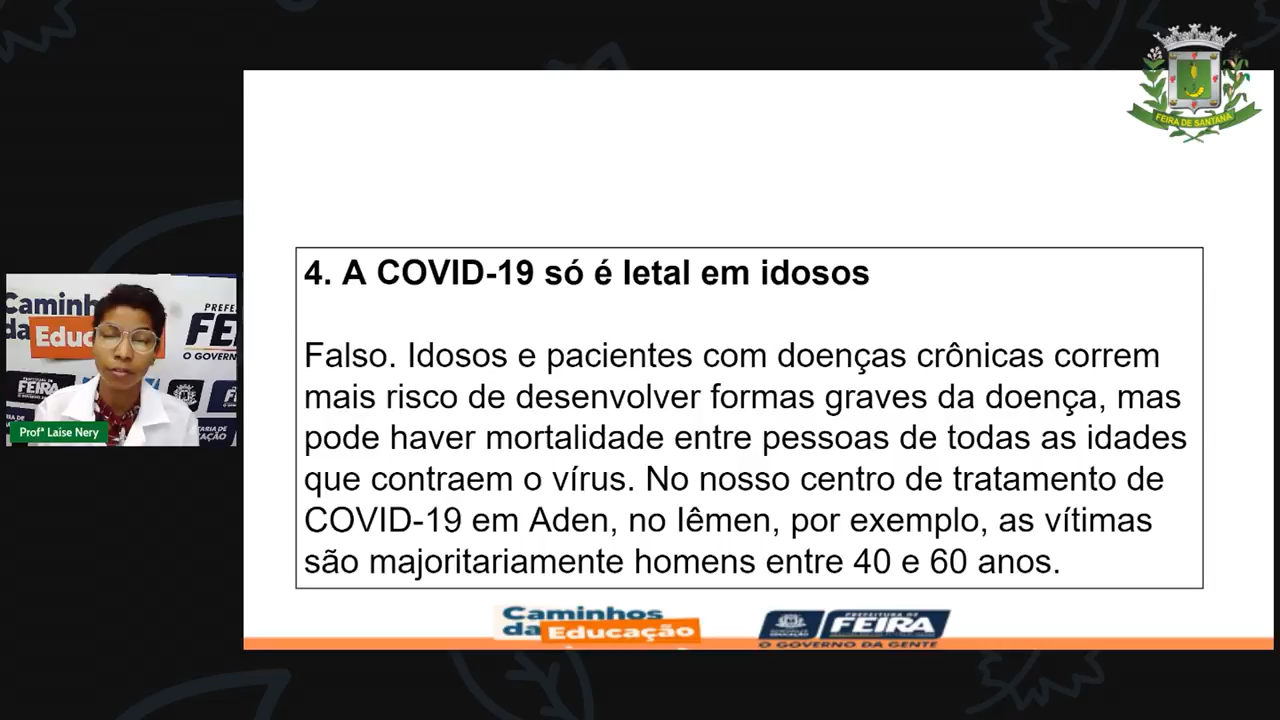 FEIRA DE SANTANA
4. A COVID-19 só é letal em idosos
Falso. Idosos e pacientes com doenças crônicas correm
mais risco de desenvolver formas graves da doença, mas
pode haver mortalidade entre pessoas de todas as idades
que contraem o vírus. No nosso centro de tratamento de
COVID-19 em Aden, no Iêmen, por exemplo, as vítimas
são majoritariamente homens entre 40 e 60 anos.
Profª Laíse Nery
Caminhos
da Educação
PREFEITURA DE
FEIRA
O GOVERNO DA GENTE